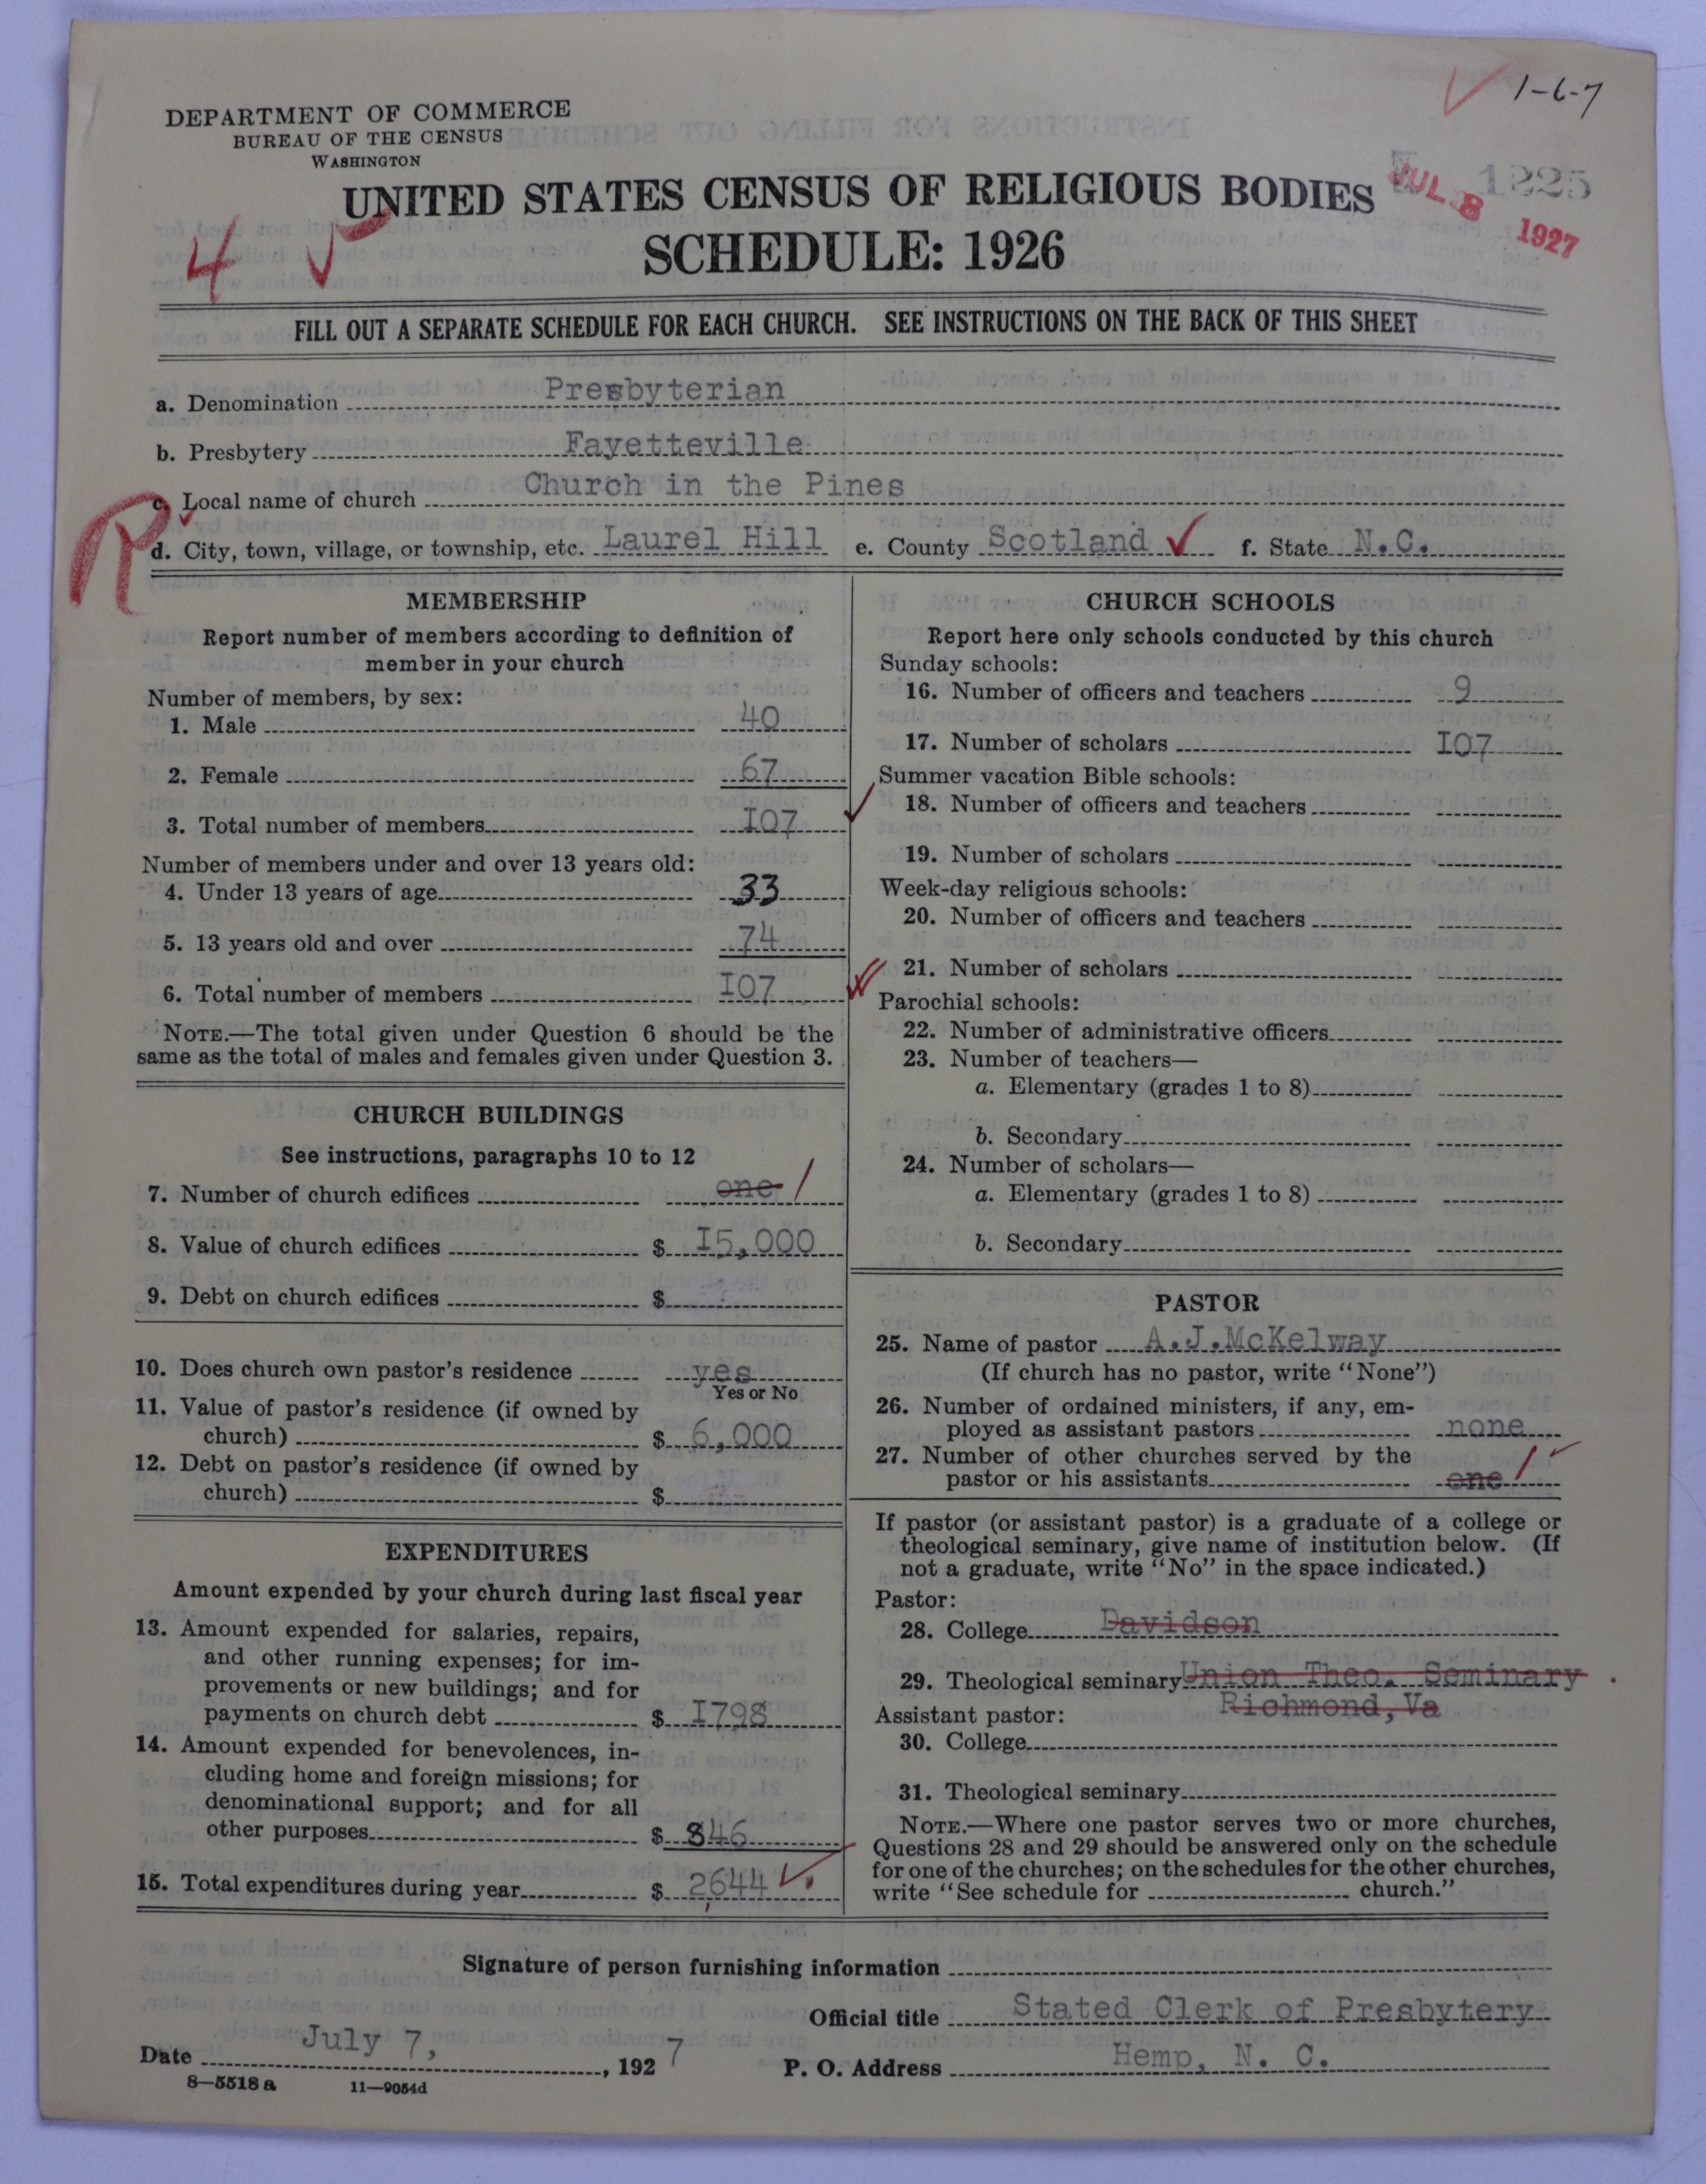 1-6-7
DEPARTMENT OF COMMERCE
BUREAU OF THE CENSUS
WASHINGTON
1225
JUL 8 1927
UNITED STATES CENSUS OF RELIGIOUS BODIES
SCHEDULE: 1926
4
FILL OUT A SEPARATE SCHEDULE FOR EACH CHURCH. SEE INSTRUCTIONS ON THE BACK OF THIS SHEET
a. Denomination Presbyterian
b. Presbytery Fayetteville
c. Local name of church Church in the Pines
R
d. City, town, village, or township, etc. Laurel Hill e. County Scotland f. State N.C.
MEMBERSHIP
Report number of members according to definition of
member in your church
Number of members, by sex:
1. Male 40
2. Female 67
3. Total number of members I07
Number of members under and over 13 years old:
4. Under 13 years of age 33
5. 13 years old and over 74
6. Total number of members I07
NOTE.—The total given under Question 6 should be the
same as the total of males and females given under Question 3.
CHURCH BUILDINGS
See instructions, paragraphs 10 to 12
7. Number of church edifices one 1
8. Value of church edifices $ I5,000
9. Debt on church edifices $
10. Does church own pastor's residence yes
Yes or No
11. Value of pastor's residence (if owned by
church) $ 6,000
12. Debt on pastor's residence (if owned by
church) $
EXPENDITURES
Amount expended by your church during last fiscal year
13. Amount expended for salaries, repairs,
and other running expenses; for im-
provements or new buildings; and for
payments on church debt $ I798
14. Amount expended for benevolences, in-
cluding home and foreign missions; for
denominational support; and for all
other purposes $ 846
15. Total expenditures during year $ 2644
CHURCH SCHOOLS
Report here only schools conducted by this church
Sunday schools:
16. Number of officers and teachers 9
17. Number of scholars I07
Summer vacation Bible schools:
18. Number of officers and teachers
19. Number of scholars
Week-day religious schools:
20. Number of officers and teachers
21. Number of scholars
Parochial schools:
22. Number of administrative officers
23. Number of teachers—
a. Elementary (grades 1 to 8)
b. Secondary
24. Number of scholars—
a. Elementary (grades 1 to 8)
b. Secondary
PASTOR
25. Name of pastor A.J.McKelway
(If church has no pastor, write "None")
26. Number of ordained ministers, if any, em-
ployed as assistant pastors none
27. Number of other churches served by the
pastor or his assistants one 1
If pastor (or assistant pastor) is a graduate of a college or
theological seminary, give name of institution below. (If
not a graduate, write "No" in the space indicated.)
Pastor:
28. College Davidson
29. Theological seminary Union Theo. Seminary
Richmond, Va
Assistant pastor:
30. College
31. Theological seminary
NOTE.—Where one pastor serves two or more churches,
Questions 28 and 29 should be answered only on the schedule
for one of the churches; on the schedules for the other churches,
write "See schedule for church."
Signature of person furnishing information
Official title Stated Clerk of Presbytery
Date July 7, , 1927 P. O. Address Hemp, N. C.
8—5518 a 11—9054d